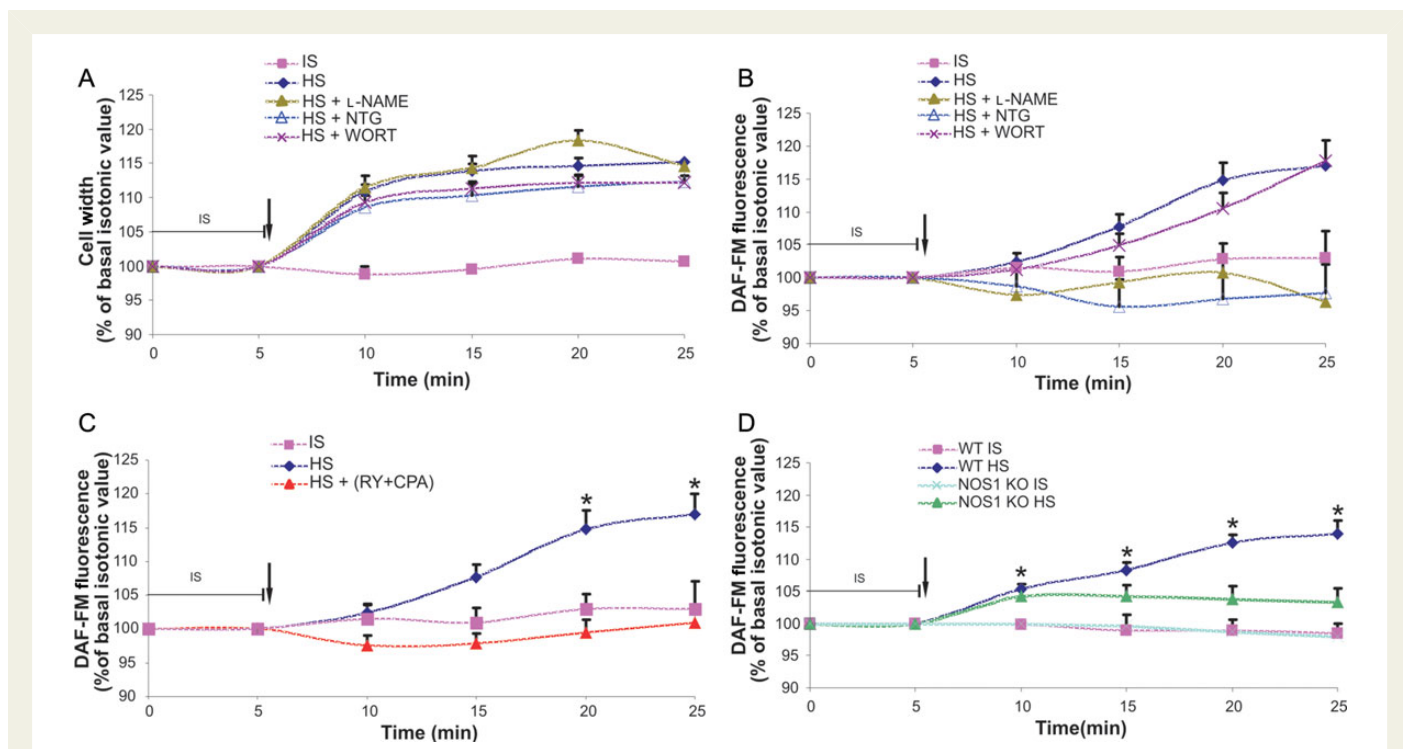 A
IS
HS
HS + L-NAME
HS + NTG
HS + WORT
Cell width
(% of basal isotonic value)
125
120
115
110
105
100
95
90
IS
0 5 10 15 20 25
Time (min)
B
IS
HS
HS + L-NAME
HS + NTG
HS + WORT
DAF-FM fluorescence
(% of basal isotonic value)
125
120
115
110
105
100
95
90
IS
0 5 10 15 20 25
Time (min)
C
IS
HS
HS + (RY+CPA)
DAF-FM fluorescence
(%of basal isotonic value)
125
120
115
110
105
100
95
90
IS
* *
0 5 10 15 20 25
Time (min)
D
WT IS
WT HS
NOS1 KO IS
NOS1 KO HS
DAF-FM fluorescence
(% of basal isotonic value)
125
120
115
110
105
100
95
90
IS
* * * *
0 5 10 15 20 25
Time(min)